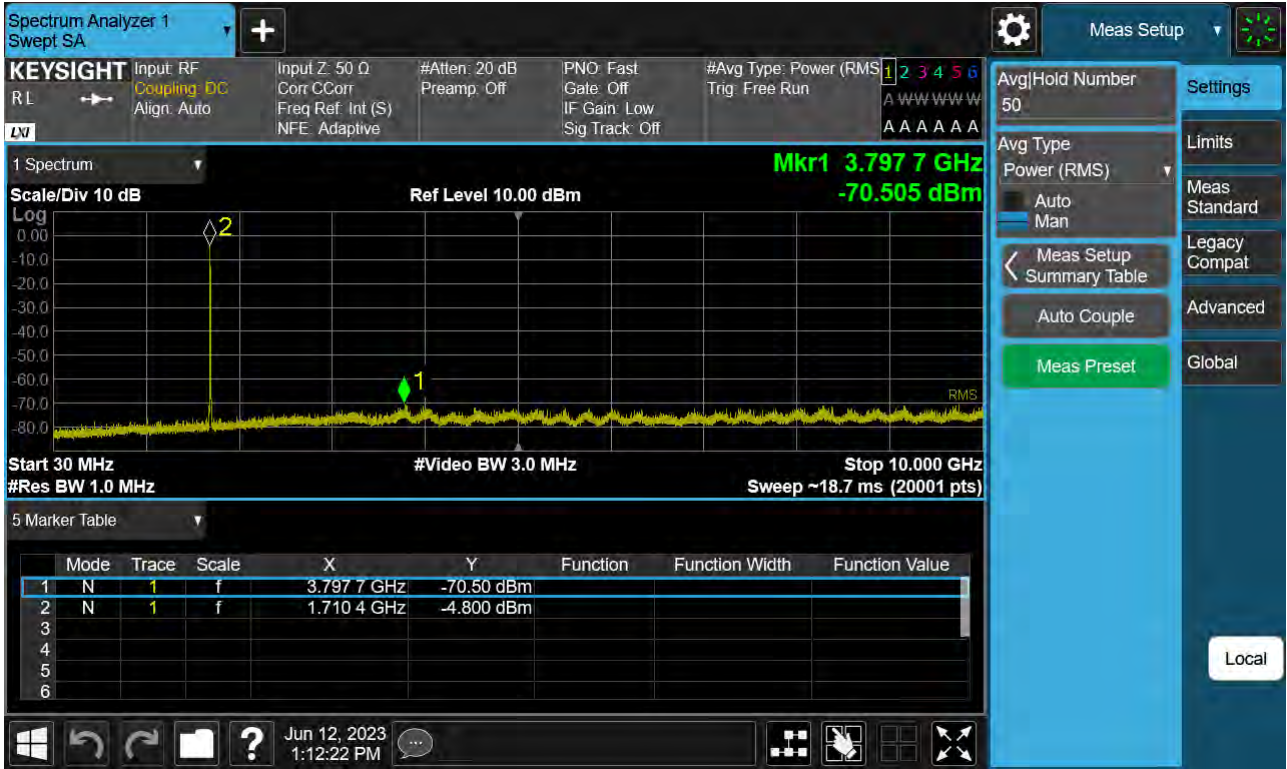 Spectrum Analyzer 1
Swept SA
+
Meas Setup
KEYSIGHT
RL
LXI
Input: RF
Coupling: DC
Align: Auto
Input Z: 50 Ω
Corr CCorr
Freq Ref: Int (S)
NFE: Adaptive
#Atten: 20 dB
Preamp: Off
PNO: Fast
Gate: Off
IF Gain: Low
Sig Track: Off
#Avg Type: Power (RMS
Trig: Free Run
1 2 3 4 5 6
A W W W W W
A A A A A A
1 Spectrum
Mkr1 3.797 7 GHz
-70.505 dBm
Scale/Div 10 dB
Ref Level 10.00 dBm
Log
0.00
-10.0
-20.0
-30.0
-40.0
-50.0
-60.0
-70.0
-80.0
2
1
RMS
Start 30 MHz
#Video BW 3.0 MHz
Stop 10.000 GHz
#Res BW 1.0 MHz
Sweep ~18.7 ms (20001 pts)
5 Marker Table
Mode Trace Scale X Y Function Function Width Function Value
1 N 1 f 3.797 7 GHz -70.50 dBm
2 N 1 f 1.710 4 GHz -4.800 dBm
3
4
5
6
Avg|Hold Number
50
Avg Type
Power (RMS)
Auto
Man
Meas Setup
Summary Table
Auto Couple
Meas Preset
Settings
Limits
Meas
Standard
Legacy
Compat
Advanced
Global
Local
?
Jun 12, 2023
1:12:22 PM